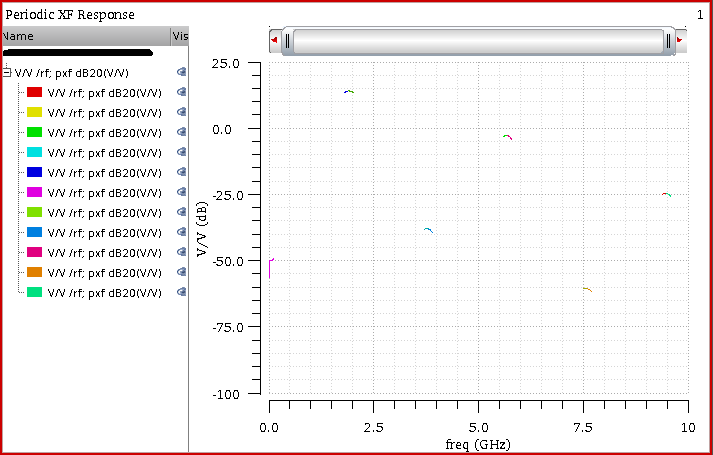 Periodic XF Response
1
Name Vis
V/V /rf; pxf dB20(V/V)
V/V /rf; pxf dB20(V/V)
V/V /rf; pxf dB20(V/V)
V/V /rf; pxf dB20(V/V)
V/V /rf; pxf dB20(V/V)
V/V /rf; pxf dB20(V/V)
V/V /rf; pxf dB20(V/V)
V/V /rf; pxf dB20(V/V)
V/V /rf; pxf dB20(V/V)
V/V /rf; pxf dB20(V/V)
V/V /rf; pxf dB20(V/V)
V/V /rf; pxf dB20(V/V)
V/V (dB)
25.0
0.0
-25.0
-50.0
-75.0
-100
0.0 2.5 5.0 7.5 10
freq (GHz)